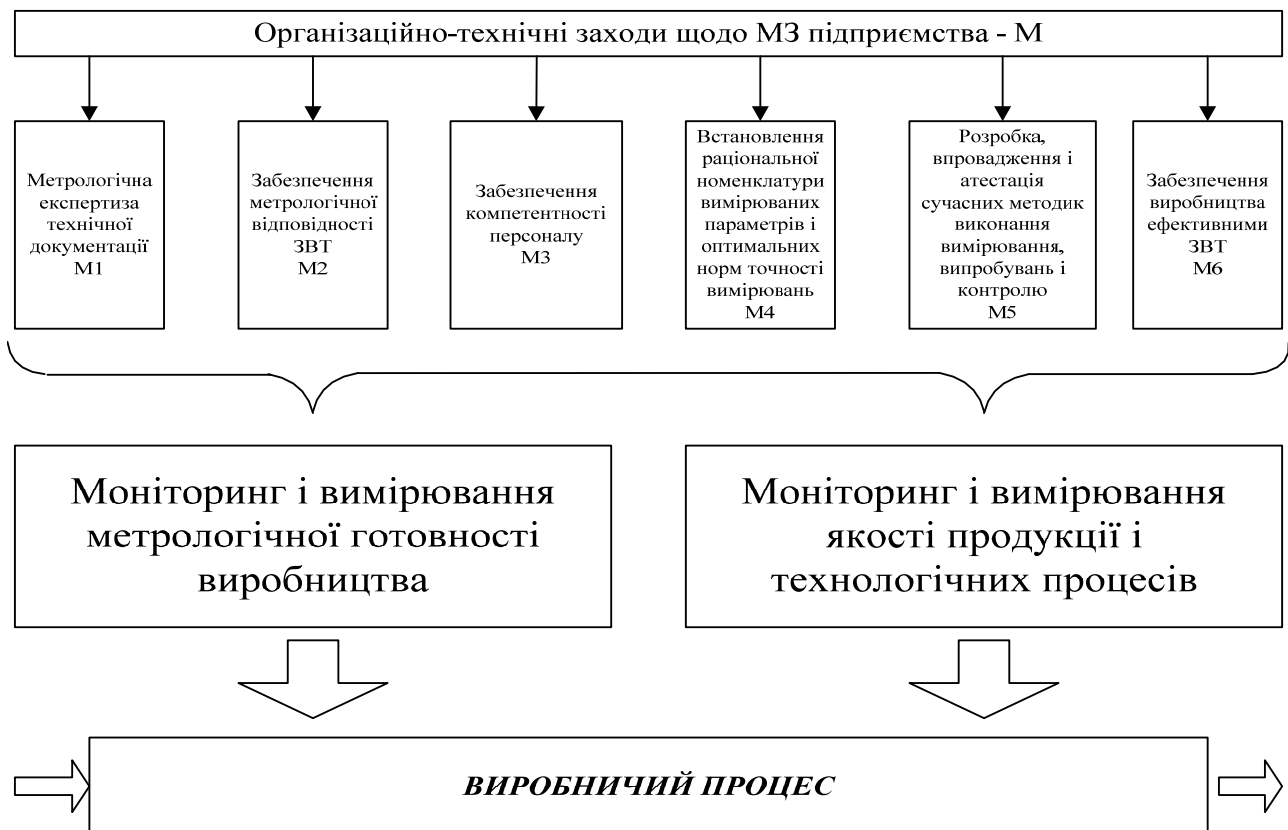 Організаційно-технічні заходи щодо МЗ підприємства - М
Метрологічна
експертиза
технічної
документації
М1
Забезпечення
метрологічної
відповідності
ЗВТ
М2
Забезпечення
компетентності
персоналу
М3
Встановлення
раціональної
номенклатури
вимірюваних
параметрів і
оптимальних
норм точності
вимірювань
М4
Розробка,
впровадження і
атестація
сучасних методик
виконання
вимірювання,
випробувань і
контролю
М5
Забезпечення
виробництва
ефективними
ЗВТ
М6
Моніторинг і вимірювання
метрологічної готовності
виробництва
Моніторинг і вимірювання
якості продукції і
технологічних процесів
ВИРОБНИЧИЙ ПРОЦЕС